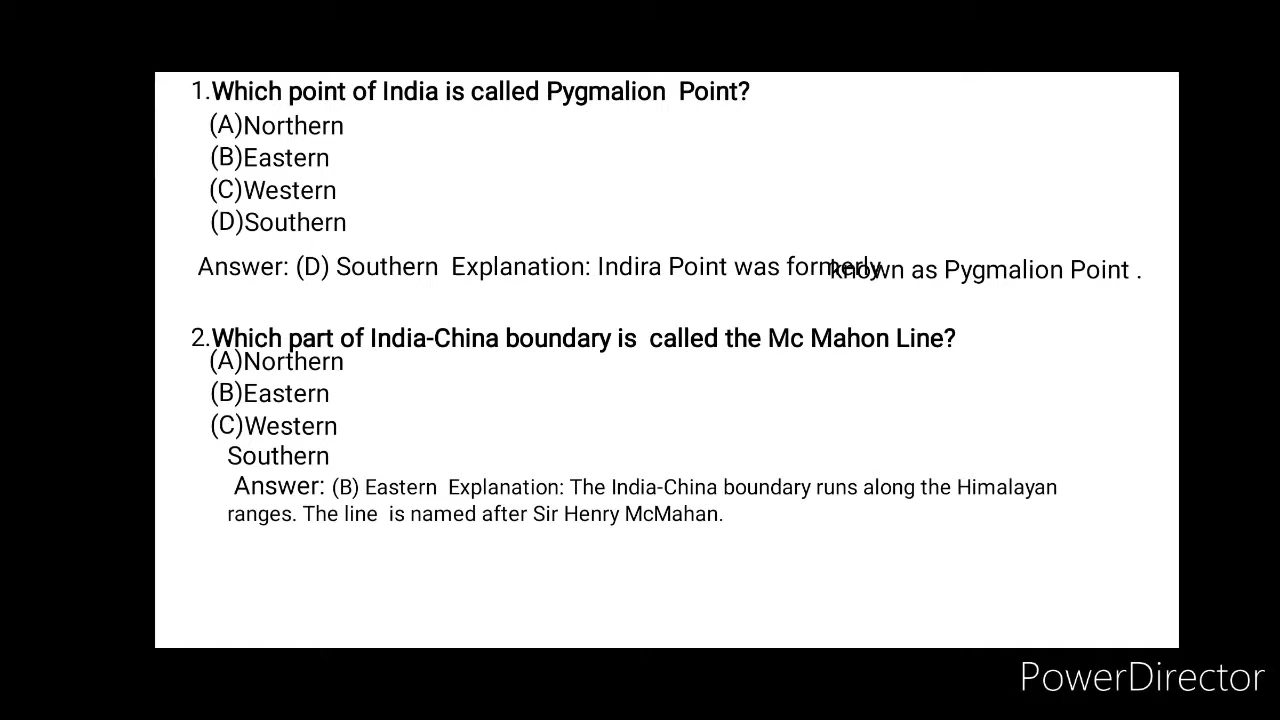 1.Which point of India is called Pygmalion Point?
(A)Northern
(B)Eastern
(C)Western
(D)Southern
Answer: (D) Southern Explanation: Indira Point was formerly known as Pygmalion Point .
2.Which part of India-China boundary is called the Mc Mahon Line?
(A)Northern
(B)Eastern
(C)Western
Southern
Answer: (B) Eastern Explanation: The India-China boundary runs along the Himalayan
ranges. The line is named after Sir Henry McMahan.
PowerDirector